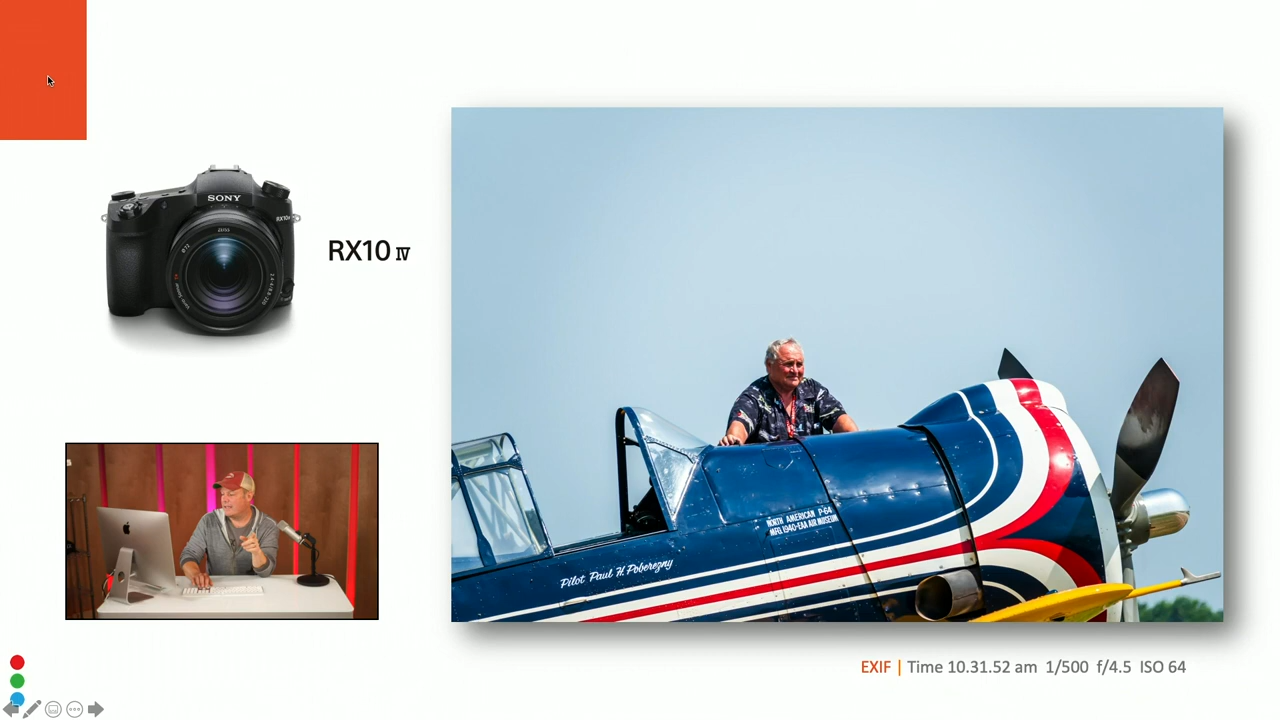 SONY
RX10 IV
NORTH AMERICAN P-64
MFG. 1940-EAA AIR MUSEUM
Pilot Paul H. Poberezny
EXIF | Time 10.31.52 am 1/500 f/4.5 ISO 64